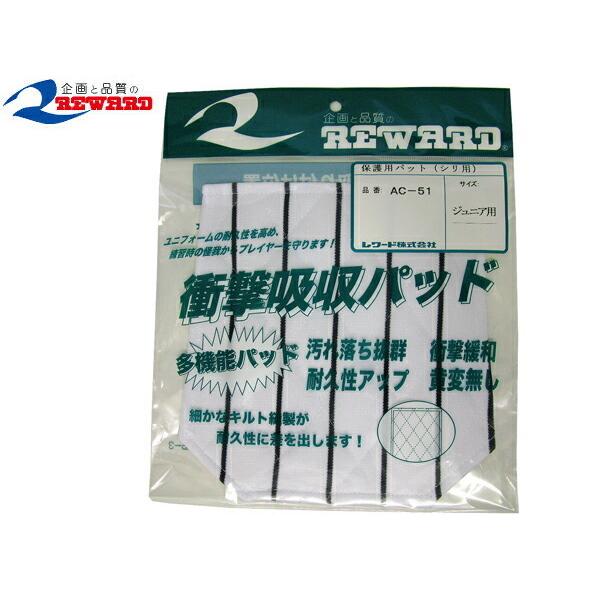 企画と品質の
REWARD
企画と品質の
REWARD®
保護用パット(シリ用)
品番: AC-51
サイズ:
ジュニア用
レワード株式会社
ユニフォームの耐久性を高め、
練習時の怪我からプレイヤーを守ります!
衝撃吸収パッド
多機能パッド
汚れ落ち抜群 衝撃緩和
耐久性アップ 黄変無し
細かなキルト縫製が
耐久性に差を出します!